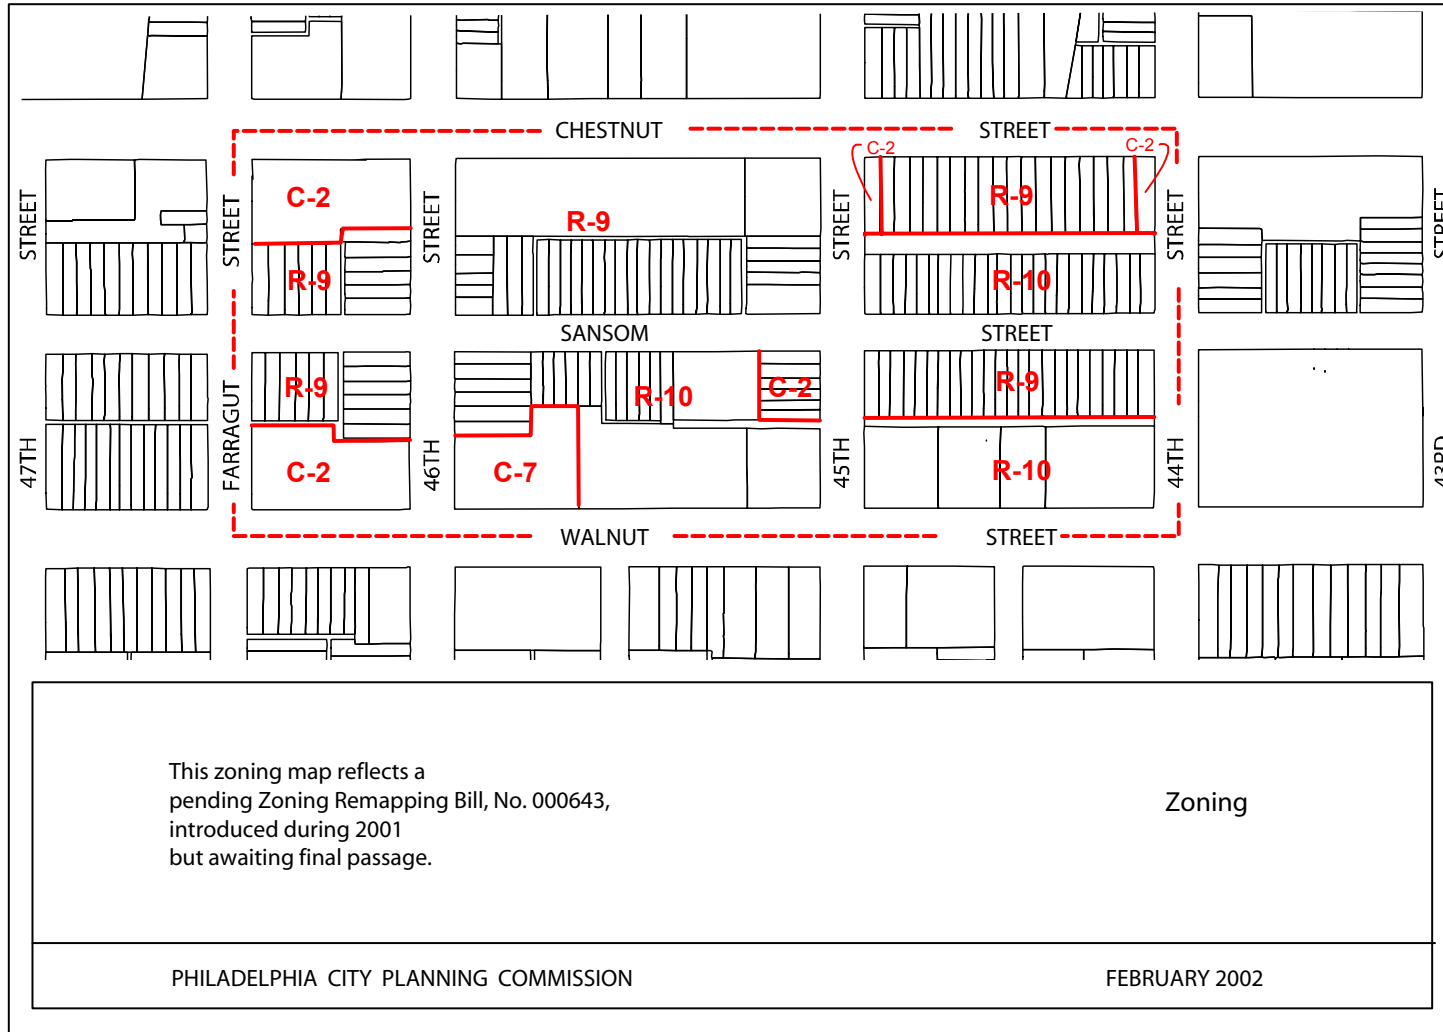 CHESTNUT STREET
C-2 C-2
C-2 R-9 R-9
STREET STREET STREET STREET STREET STREET
R-9 R-10
SANSOM STREET
R-9 R-10 C-2 R-9
47TH FARRAGUT 46TH 45TH 44TH 43RD
C-2 C-7 R-10
WALNUT STREET
This zoning map reflects a
pending Zoning Remapping Bill, No. 000643,
introduced during 2001
but awaiting final passage.
Zoning
PHILADELPHIA CITY PLANNING COMMISSION
FEBRUARY 2002